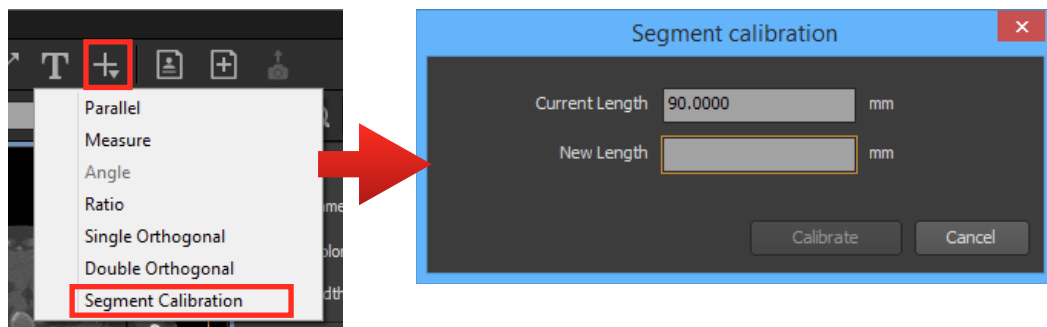 T
Parallel
Measure
Angle
Ratio
Single Orthogonal
Double Orthogonal
Segment Calibration
Segment calibration
Current Length 90.0000 mm
New Length mm
Calibrate Cancel